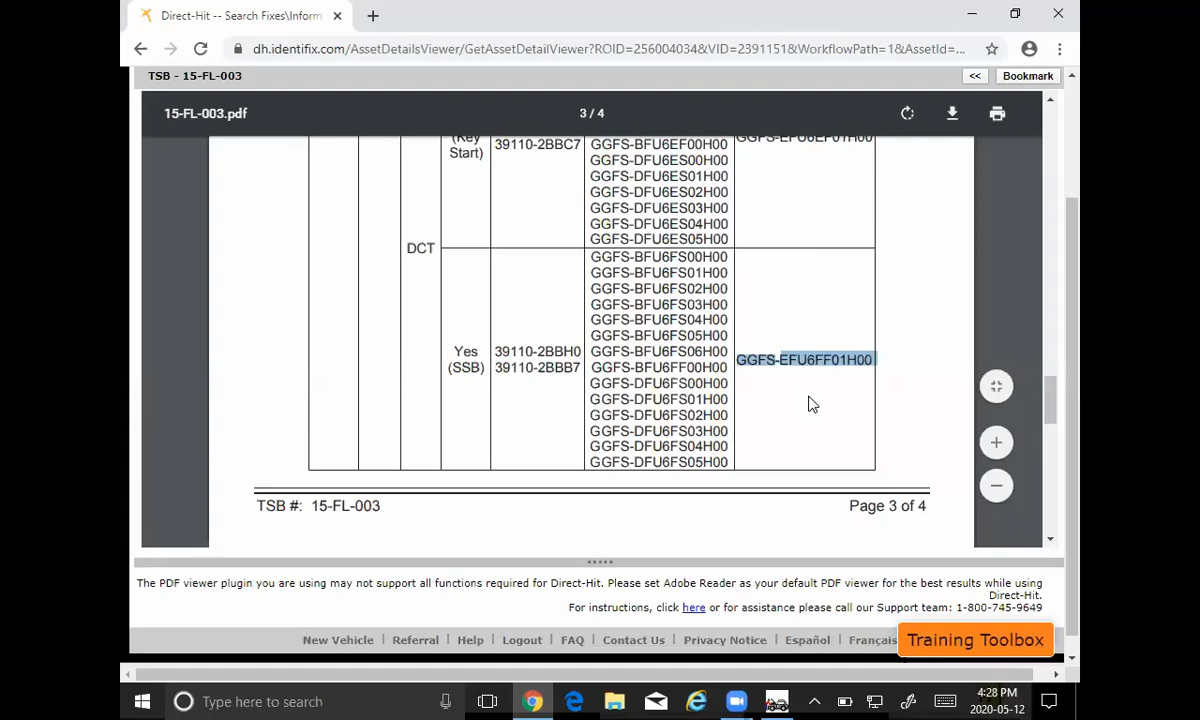 Direct-Hit -- Search Fixes\Inform
dh.identifix.com/AssetDetailsViewer/GetAssetDetailViewer?ROID=256004034&VID=2391151&WorkflowPath=1&AssetId=...
TSB - 15-FL-003
<<
Bookmark
15-FL-003.pdf
3 / 4
(Key
Start)
39110-2BBC7
GGFS-BFU6EF00H00
GGFS-DFU6ES00H00
GGFS-DFU6ES01H00
GGFS-DFU6ES02H00
GGFS-DFU6ES03H00
GGFS-DFU6ES04H00
GGFS-DFU6ES05H00
GGFS-EFU6EF01H00
DCT
Yes
(SSB)
39110-2BBH0
39110-2BBB7
GGFS-BFU6FS00H00
GGFS-BFU6FS01H00
GGFS-BFU6FS02H00
GGFS-BFU6FS03H00
GGFS-BFU6FS04H00
GGFS-BFU6FS05H00
GGFS-BFU6FS06H00
GGFS-BFU6FF00H00
GGFS-DFU6FS00H00
GGFS-DFU6FS01H00
GGFS-DFU6FS02H00
GGFS-DFU6FS03H00
GGFS-DFU6FS04H00
GGFS-DFU6FS05H00
GGFS-EFU6FF01H00
TSB #: 15-FL-003
Page 3 of 4
The PDF viewer plugin you are using may not support all functions required for Direct-Hit. Please set Adobe Reader as your default PDF viewer for the best results while using
Direct-Hit.
For instructions, click here or for assistance please call our Support team: 1-800-745-9649
New Vehicle | Referral | Help | Logout | FAQ | Contact Us | Privacy Notice | Español | Français
Training Toolbox
Type here to search
4:28 PM
2020-05-12